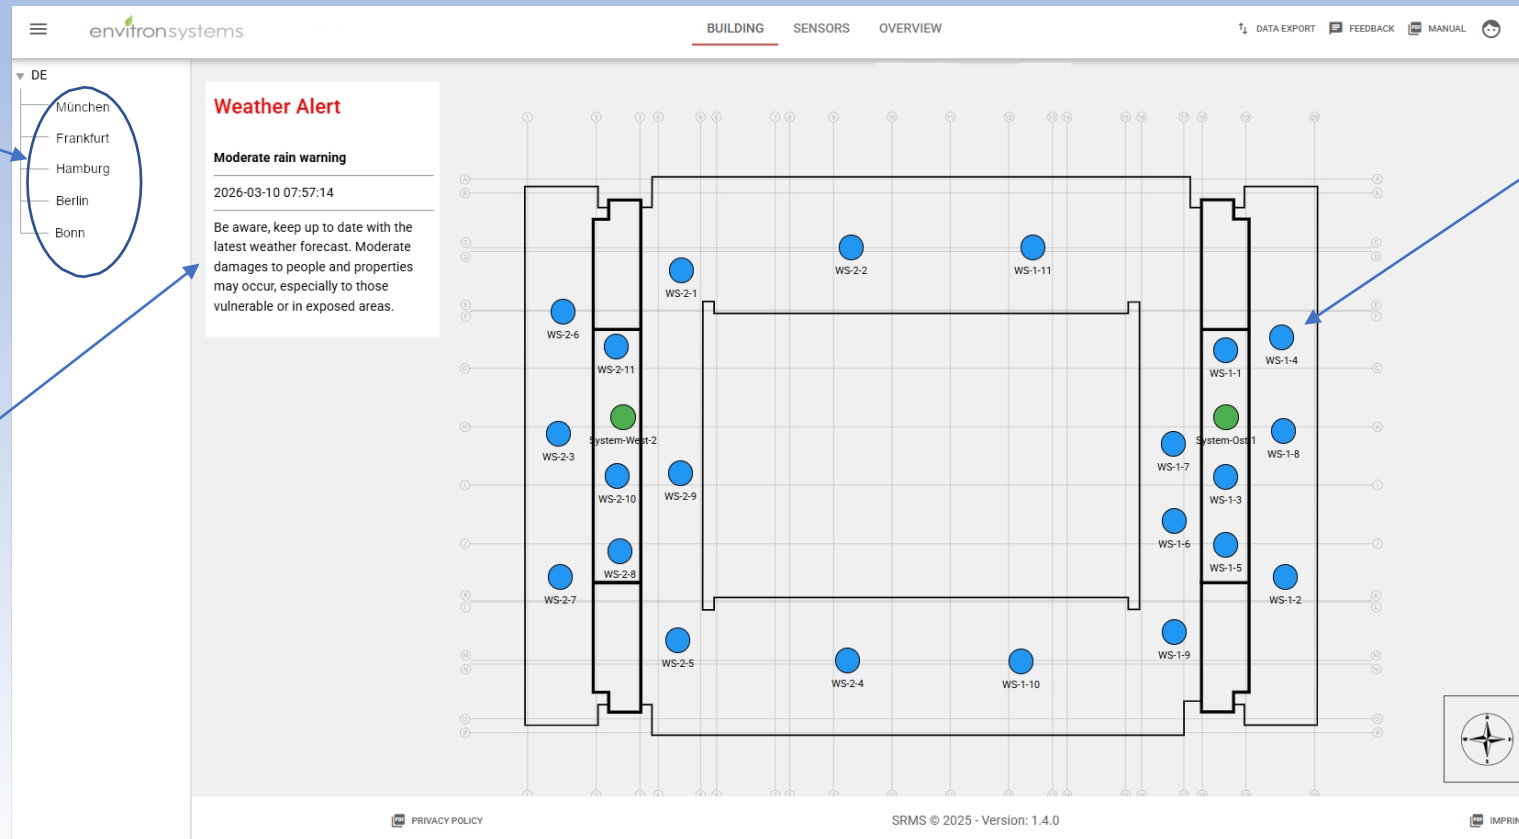 envitronsystems
BUILDING
SENSORS
OVERVIEW
DATA EXPORT
FEEDBACK
MANUAL
DE
München
Frankfurt
Hamburg
Berlin
Bonn
Weather Alert
Moderate rain warning
2026-03-10 07:57:14
Be aware, keep up to date with the
latest weather forecast. Moderate
damages to people and properties
may occur, especially to those
vulnerable or in exposed areas.
WS-2-2
WS-1-11
WS-2-1
WS-2-6
WS-1-4
WS-2-11
WS-1-1
System-West-2
System-Ost-1
WS-2-3
WS-1-8
WS-1-7
WS-2-10
WS-2-9
WS-1-3
WS-1-6
WS-2-8
WS-1-5
WS-2-7
WS-1-2
WS-2-5
WS-1-9
WS-2-4
WS-1-10
PRIVACY POLICY
SRMS © 2025 - Version: 1.4.0
IMPRIN